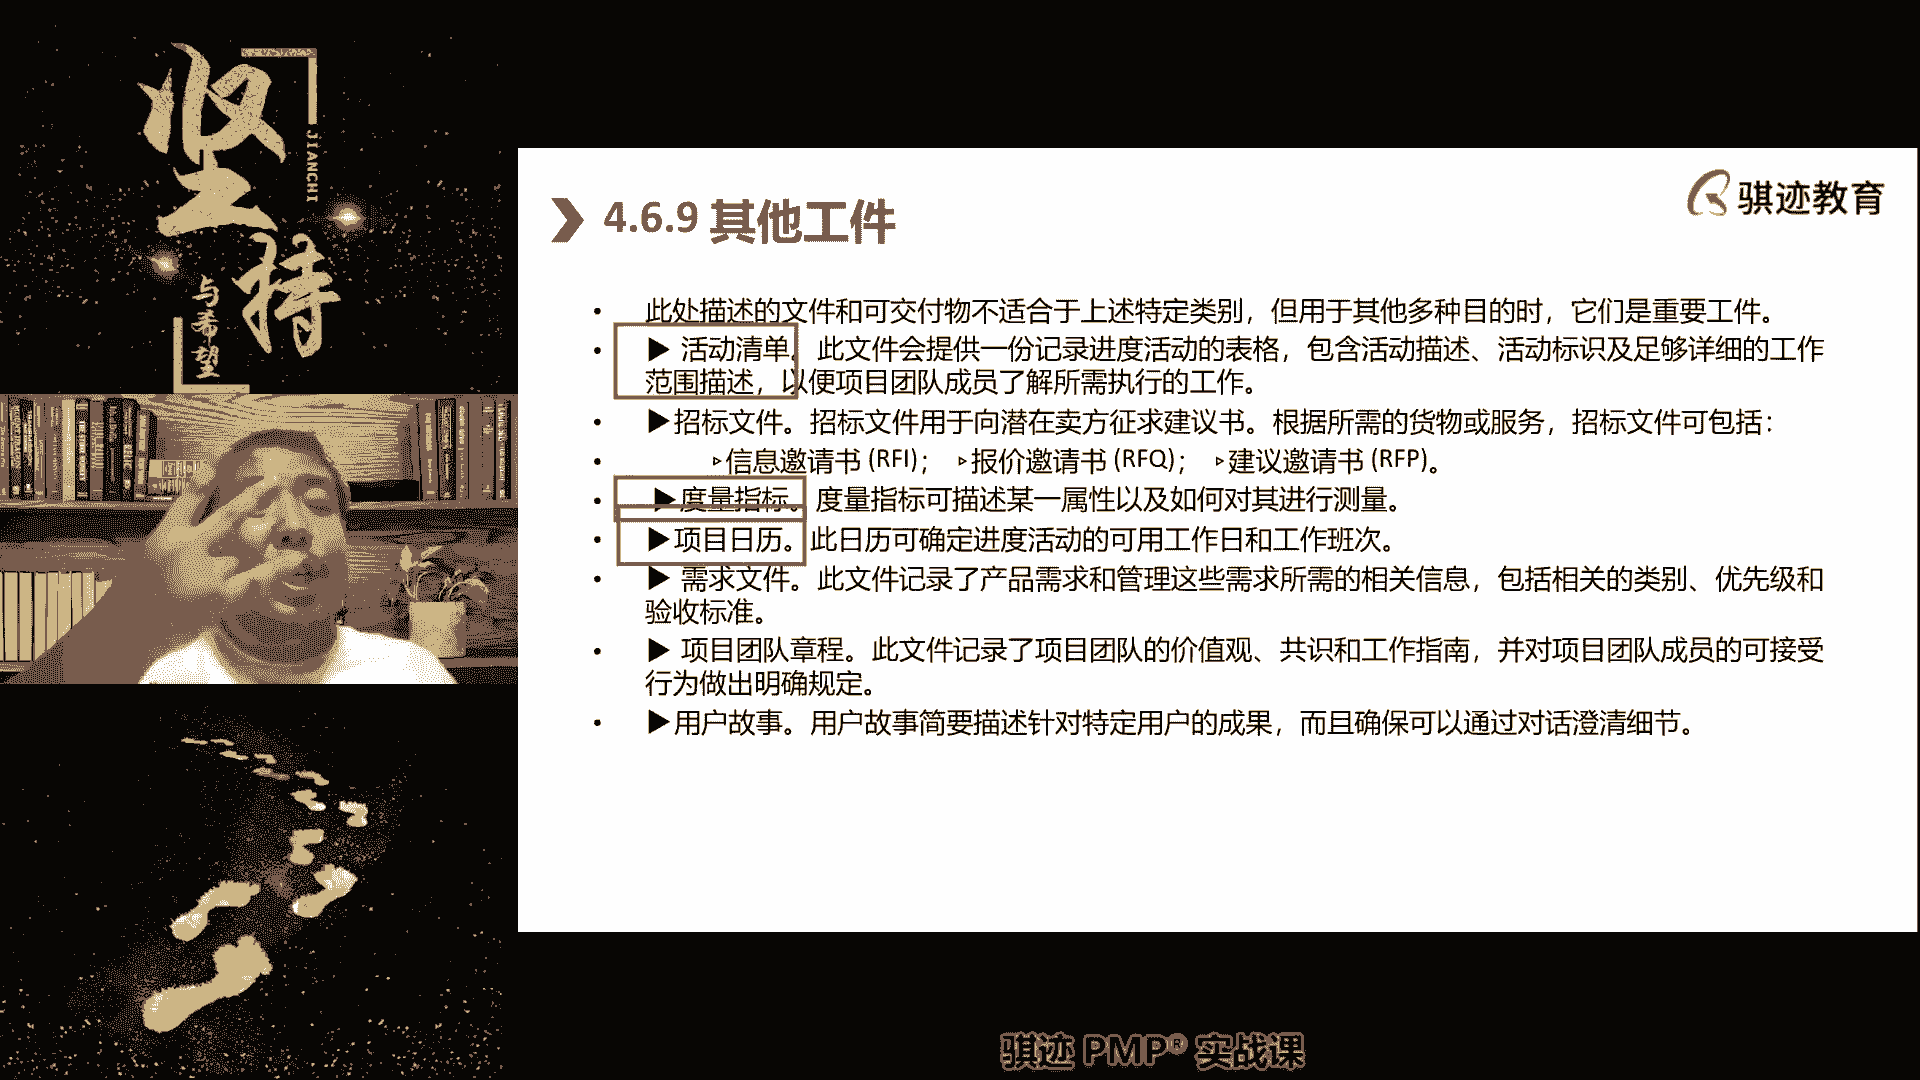 坚持
JIANCHI
与希望
骐迹教育
4.6.9 其他工件
• 此处描述的文件和可交付物不适合于上述特定类别，但用于其他多种目的时，它们是重要工件。
• ▶ 活动清单。此文件会提供一份记录进度活动的表格，包含活动描述、活动标识及足够详细的工作
范围描述，以便项目团队成员了解所需执行的工作。
• ▶招标文件。招标文件用于向潜在卖方征求建议书。根据所需的货物或服务，招标文件可包括：
• ▹信息邀请书 (RFI)； ▹报价邀请书 (RFQ)； ▹建议邀请书 (RFP)。
• ▶度量指标。度量指标可描述某一属性以及如何对其进行测量。
• ▶项目日历。此日历可确定进度活动的可用工作日和工作班次。
• ▶ 需求文件。此文件记录了产品需求和管理这些需求所需的相关信息，包括相关的类别、优先级和
验收标准。
• ▶ 项目团队章程。此文件记录了项目团队的价值观、共识和工作指南，并对项目团队成员的可接受
行为做出明确规定。
• ▶用户故事。用户故事简要描述针对特定用户的成果，而且确保可以通过对话澄清细节。
骐迹 PMP® 实战课